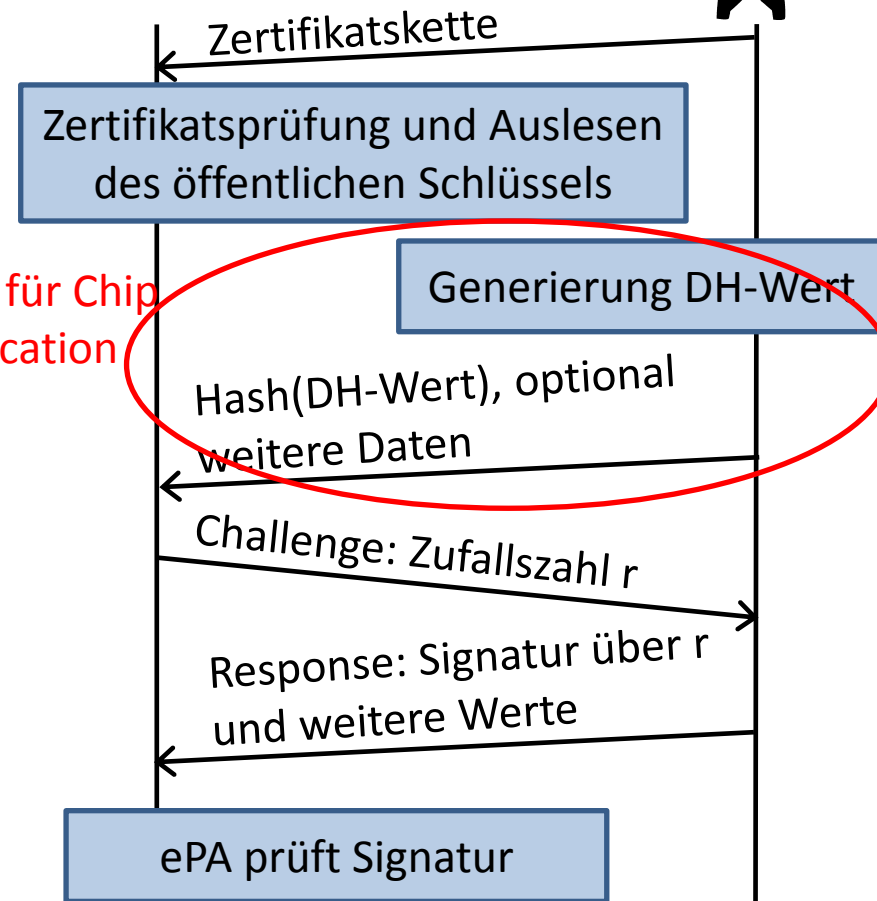 Zertifikatskette
Zertifikatsprüfung und Auslesen
des öffentlichen Schlüssels
für Chip
cation
Generierung DH-Wert
Hash(DH-Wert), optional
weitere Daten
Challenge: Zufallszahl r
Response: Signatur über r
und weitere Werte
ePA prüft Signatur